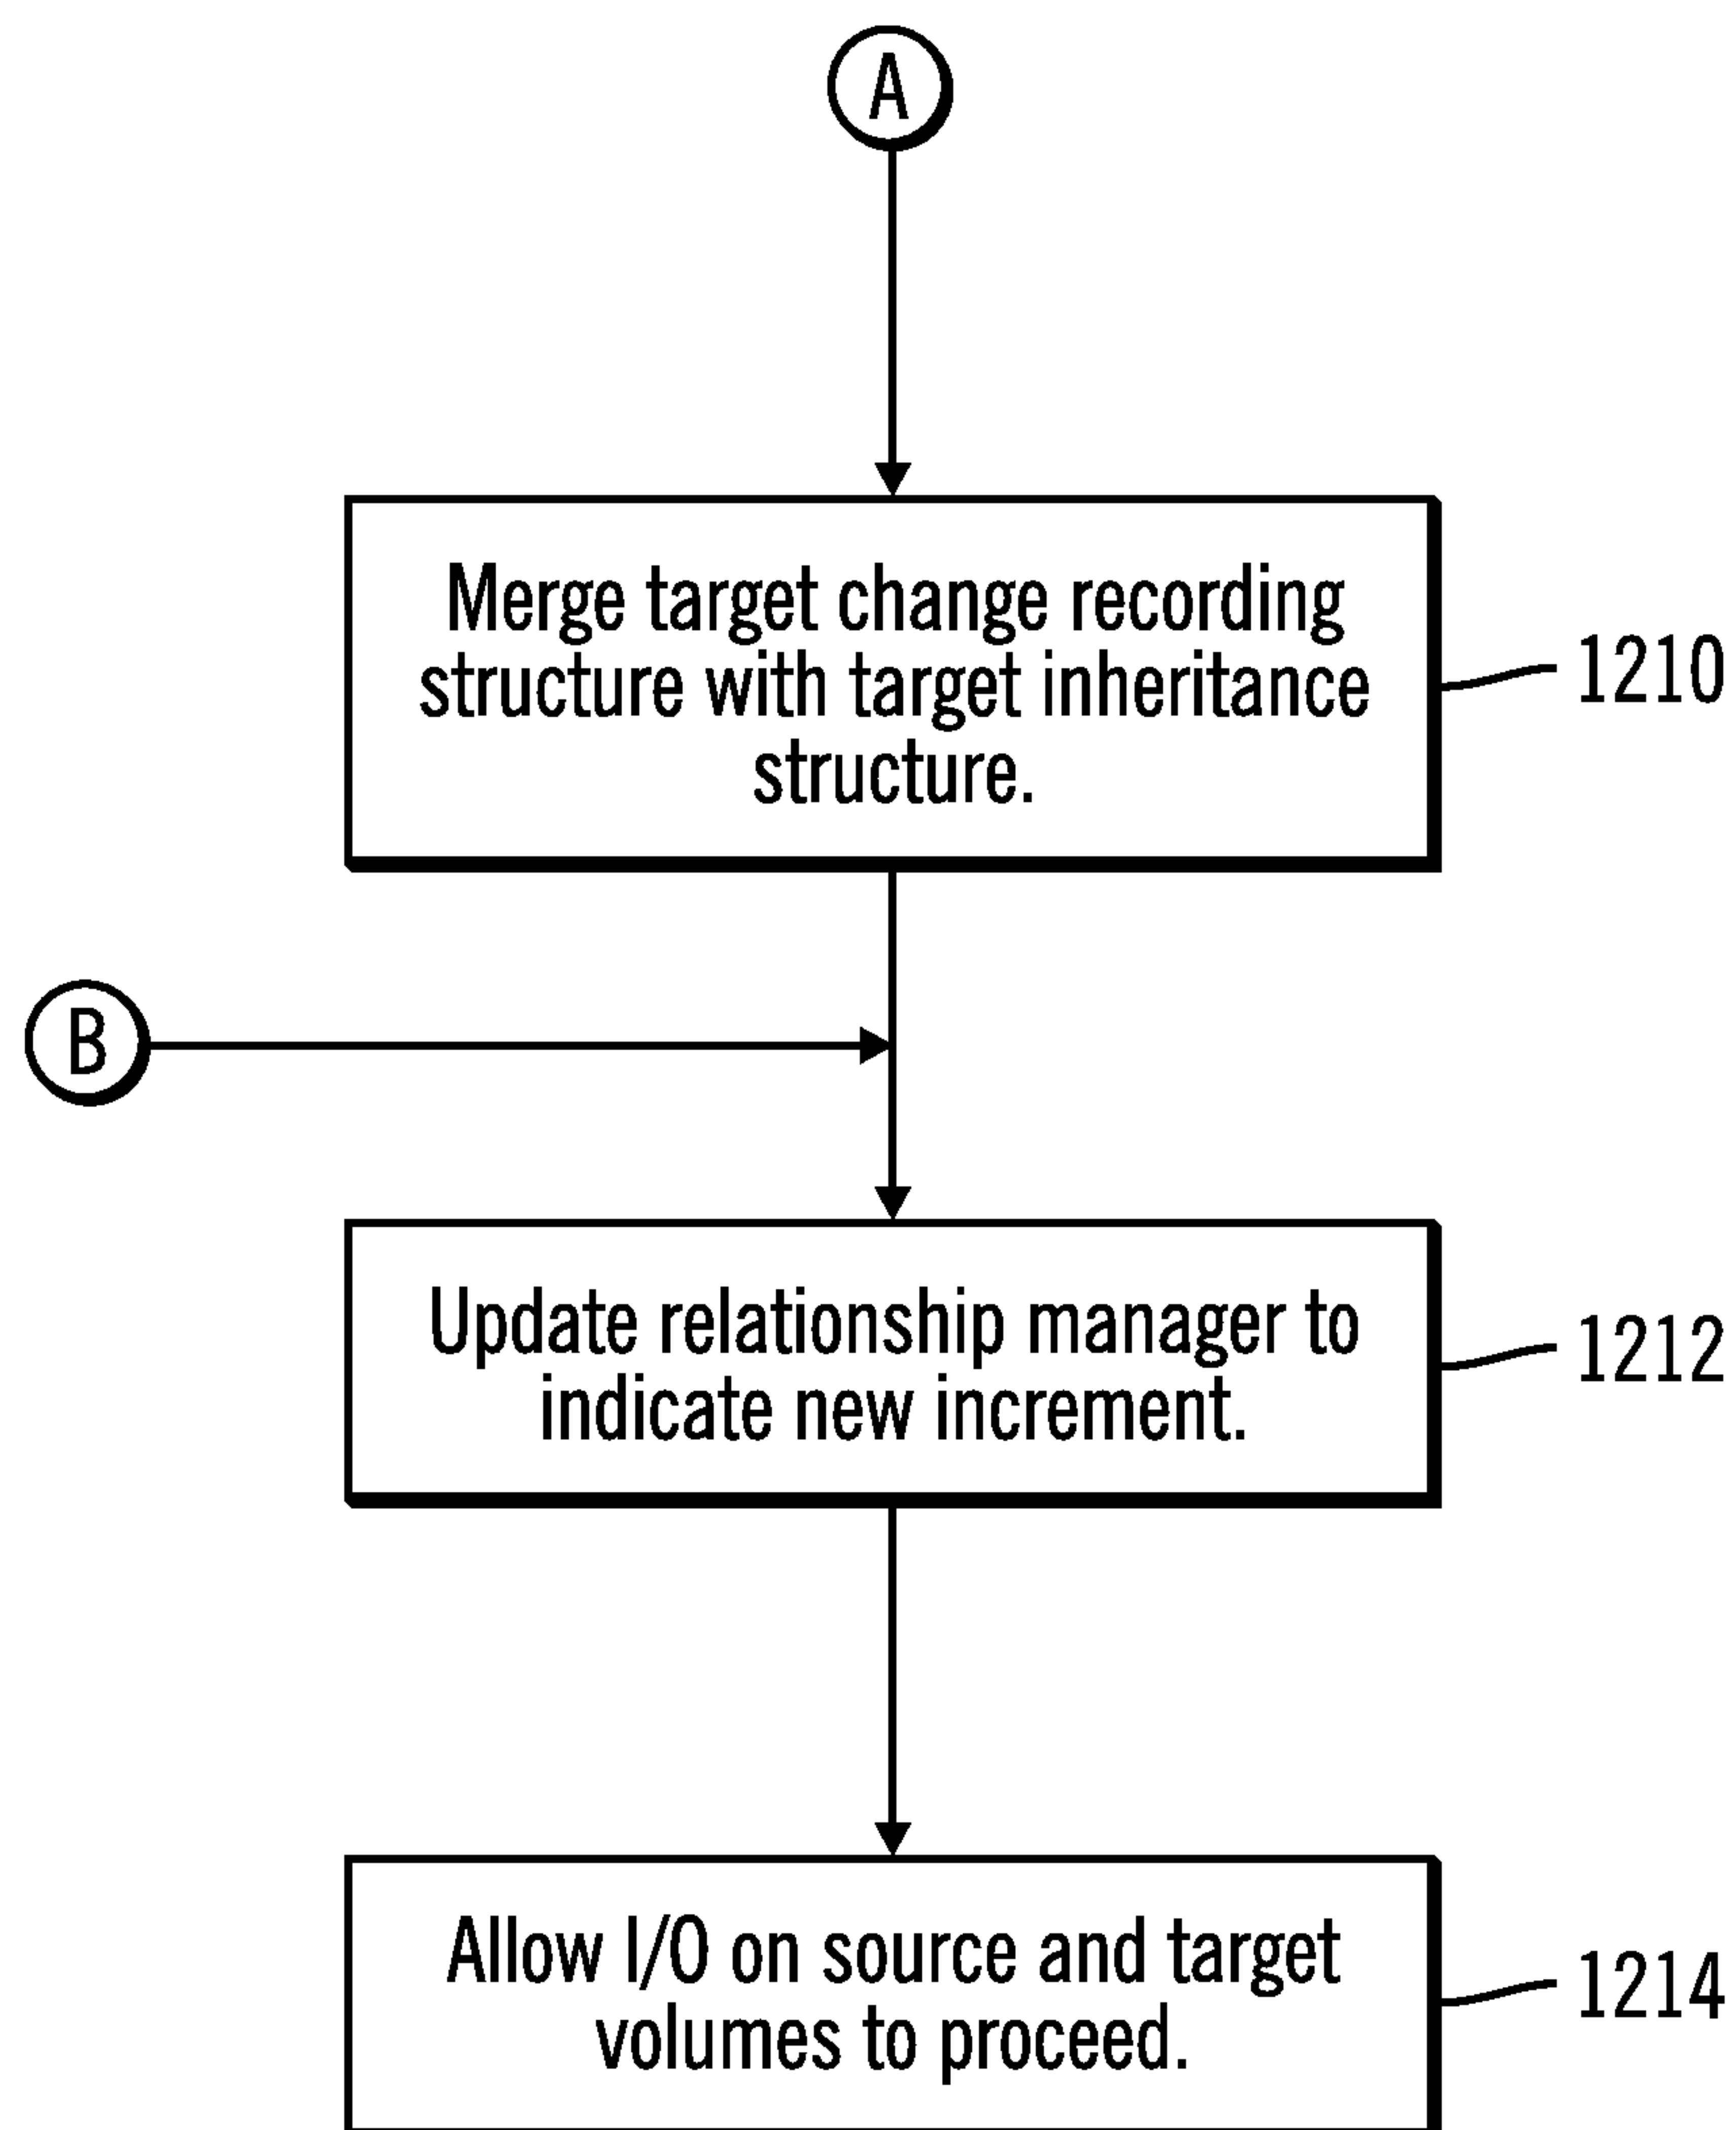 A
Merge target change recording
structure with target inheritance
structure.
1210
B
Update relationship manager to
indicate new increment.
1212
Allow I/O on source and target
volumes to proceed.
1214